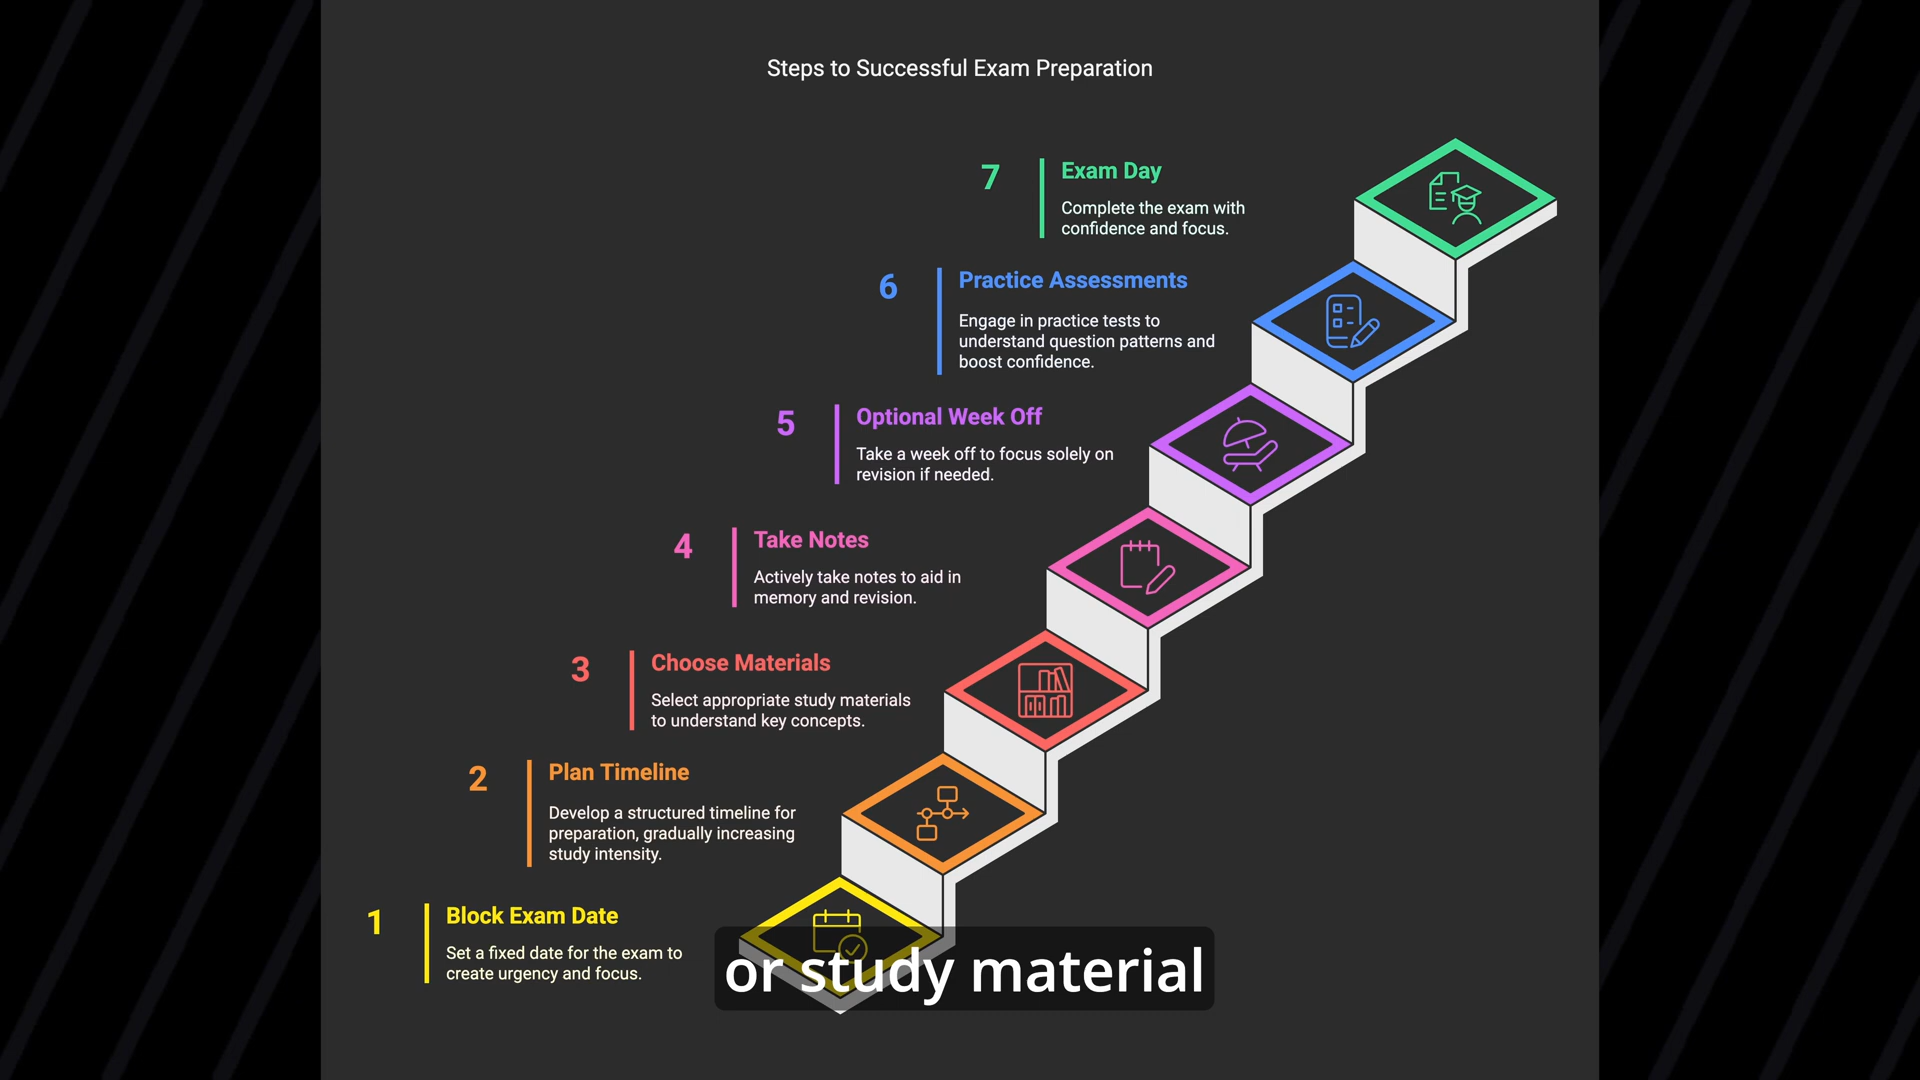 Steps to Successful Exam Preparation
7
Exam Day
Complete the exam with
confidence and focus.
6
Practice Assessments
Engage in practice tests to
understand question patterns and
boost confidence.
5
Optional Week Off
Take a week off to focus solely on
revision if needed.
4
Take Notes
Actively take notes to aid in
memory and revision.
3
Choose Materials
Select appropriate study materials
to understand key concepts.
2
Plan Timeline
Develop a structured timeline for
preparation, gradually increasing
study intensity.
1
Block Exam Date
Set a fixed date for the exam to
create urgency and focus.
or study material